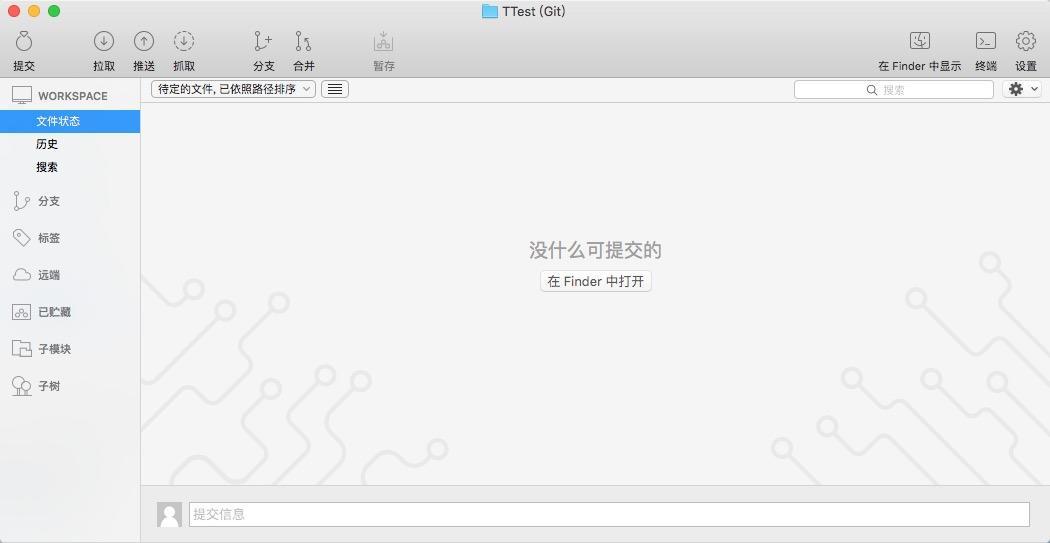 TTest (Git)
提交 拉取 推送 抓取 分支 合并 暂存 在 Finder 中显示 终端 设置
WORKSPACE
待定的文件, 已依照路径排序
搜索
文件状态
历史
搜索
分支
标签
远端
已贮藏
子模块
子树
没什么可提交的
在 Finder 中打开
提交信息